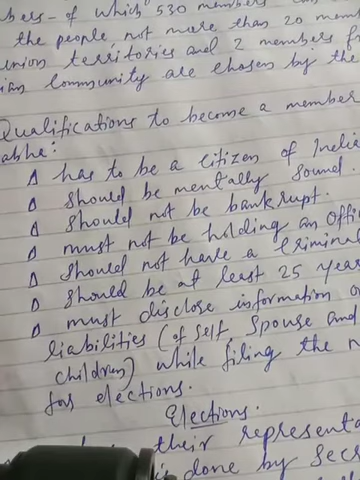 bers - of which 530 members
the people not more than 20 mem
union territories and 2 members f
ian community are chosen by the
Qualifications to become a member
abha:
has to be a citizen of India
should be mentally sound.
should not be bankrupt.
must not be holding an offi
should not have a criminal
should be at least 25 year
must disclose information o
liabilities (of self, spouse and
children) while filing the n
for elections.
Elections.
their representa
is done by secr